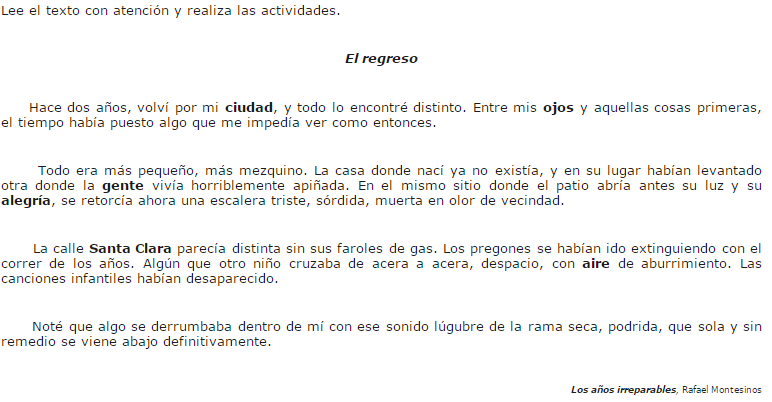 Lee el texto con atención y realiza las actividades.
El regreso
Hace dos años, volví por mi ciudad, y todo lo encontré distinto. Entre mis ojos y aquellas cosas primeras,
el tiempo había puesto algo que me impedía ver como entonces.
Todo era más pequeño, más mezquino. La casa donde nací ya no existía, y en su lugar habían levantado
otra donde la gente vivía horriblemente apiñada. En el mismo sitio donde el patio abría antes su luz y su
alegría, se retorcía ahora una escalera triste, sórdida, muerta en olor de vecindad.
La calle Santa Clara parecía distinta sin sus faroles de gas. Los pregones se habían ido extinguiendo con el
correr de los años. Algún que otro niño cruzaba de acera a acera, despacio, con aire de aburrimiento. Las
canciones infantiles habían desaparecido.
Noté que algo se derrumbaba dentro de mí con ese sonido lúgubre de la rama seca, podrida, que sola y sin
remedio se viene abajo definitivamente.
Los años irreparables, Rafael Montesinos